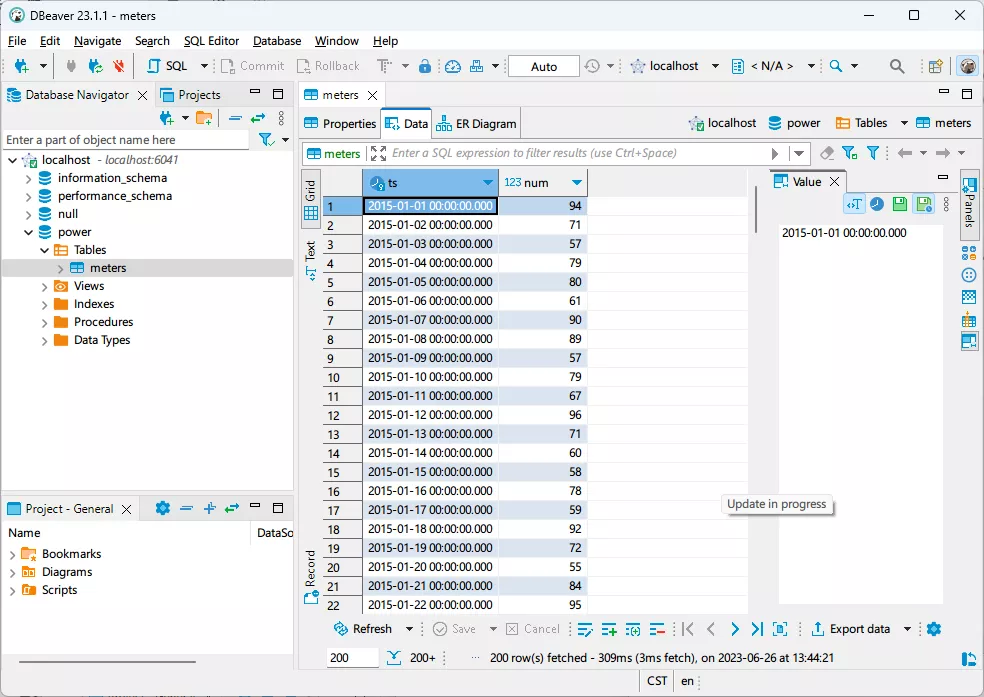 DBeaver 23.1.1 - meters
File Edit Navigate Search SQL Editor Database Window Help
SQL Commit Rollback Auto localhost < N/A >
Database Navigator Projects
Enter a part of object name here
localhost - localhost:6041
information_schema
performance_schema
null
power
Tables
meters
Views
Indexes
Procedures
Data Types
Project - General
Name DataSo
Bookmarks
Diagrams
Scripts
meters
Properties Data ER Diagram localhost power Tables meters
meters Enter a SQL expression to filter results (use Ctrl+Space)
Grid
Text
Record
ts 123 num
1 2015-01-01 00:00:00.000 94
2 2015-01-02 00:00:00.000 71
3 2015-01-03 00:00:00.000 57
4 2015-01-04 00:00:00.000 79
5 2015-01-05 00:00:00.000 80
6 2015-01-06 00:00:00.000 61
7 2015-01-07 00:00:00.000 90
8 2015-01-08 00:00:00.000 89
9 2015-01-09 00:00:00.000 57
10 2015-01-10 00:00:00.000 79
11 2015-01-11 00:00:00.000 67
12 2015-01-12 00:00:00.000 96
13 2015-01-13 00:00:00.000 71
14 2015-01-14 00:00:00.000 60
15 2015-01-15 00:00:00.000 58
16 2015-01-16 00:00:00.000 78
17 2015-01-17 00:00:00.000 59
18 2015-01-18 00:00:00.000 92
19 2015-01-19 00:00:00.000 72
20 2015-01-20 00:00:00.000 55
21 2015-01-21 00:00:00.000 84
22 2015-01-22 00:00:00.000 95
Value
2015-01-01 00:00:00.000
Panels
Update in progress
Refresh Save Cancel Export data
200 200+ ... 200 row(s) fetched - 309ms (3ms fetch), on 2023-06-26 at 13:44:21
CST en